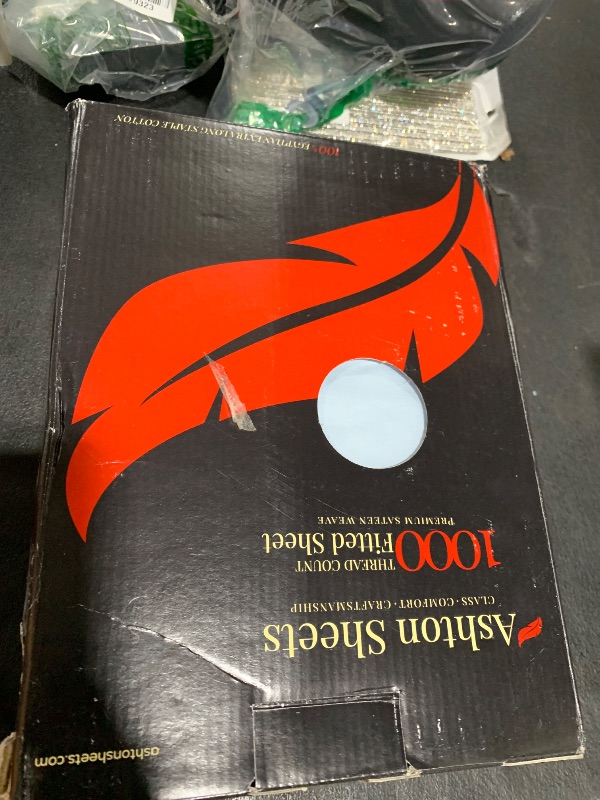 ashtonsheets.com
Ashton Sheets
CLASS · COMFORT · CRAFTSMANSHIP
1000 THREAD COUNT
Fitted Sheet
PREMIUM SATEEN WEAVE
100% EGYPTIAN EXTRA LONG STAPLE COTTON